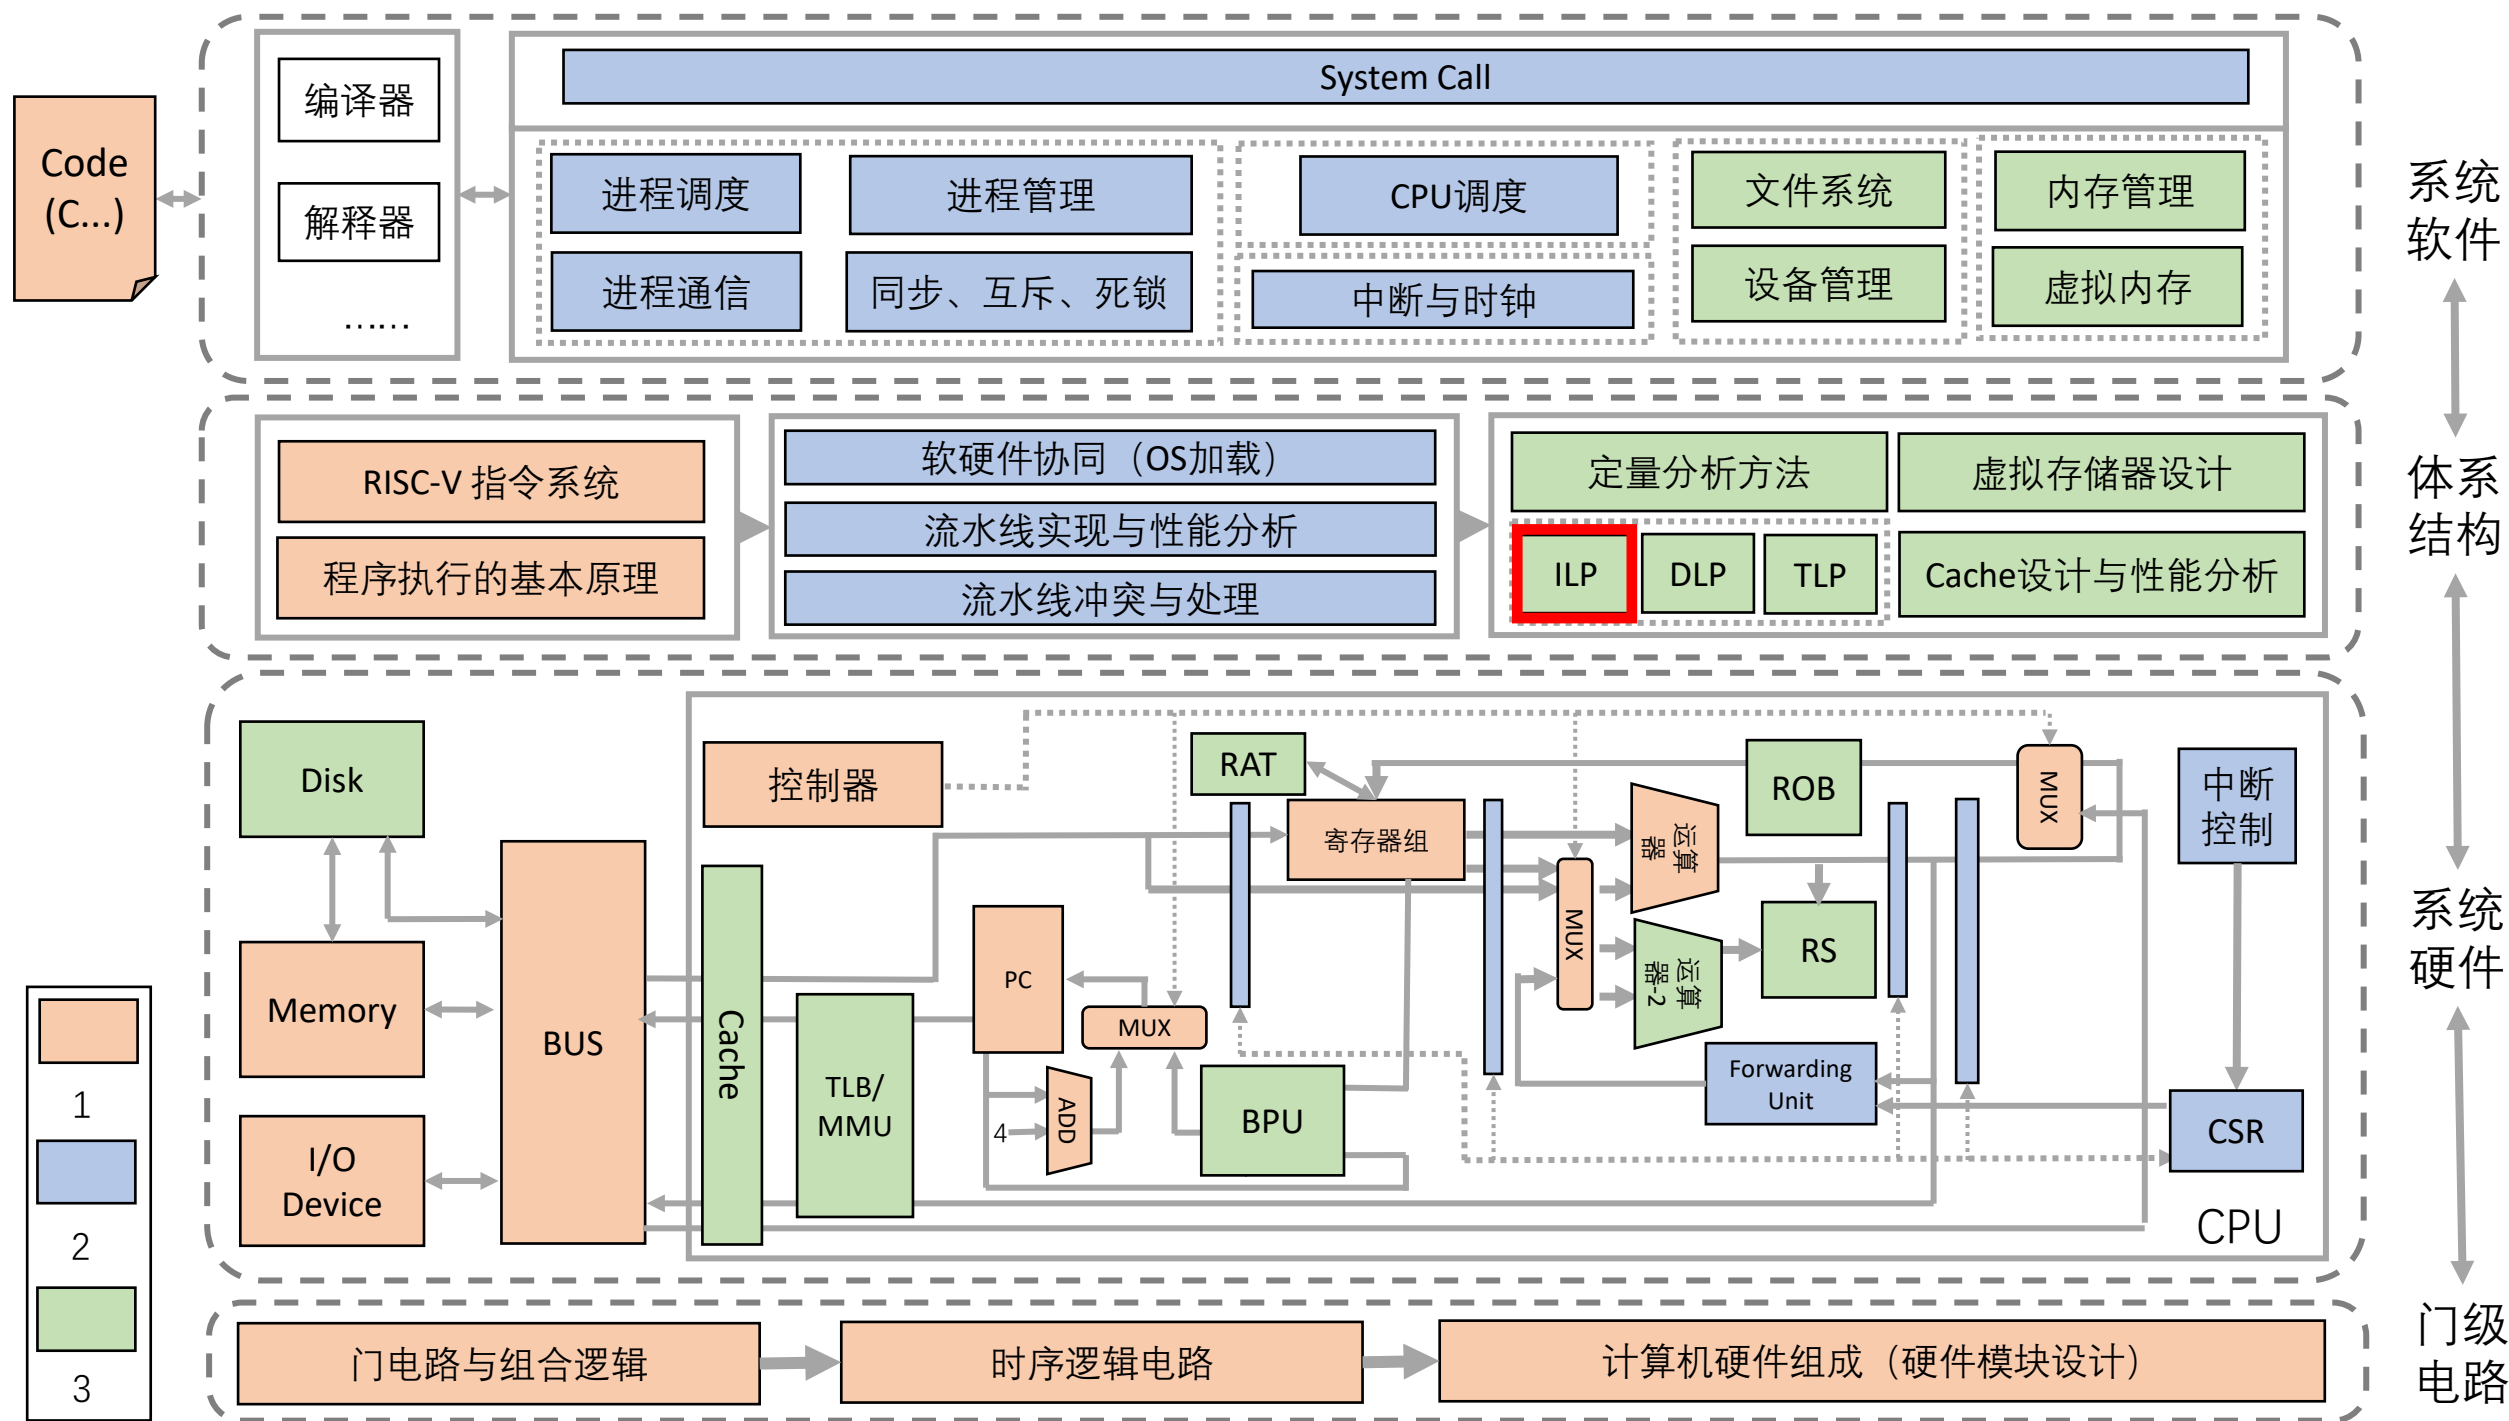 Code
(C...)
编译器
解释器
……
System Call
进程调度
进程管理
进程通信
同步、互斥、死锁
CPU调度
中断与时钟
文件系统
设备管理
内存管理
虚拟内存
系统
软件
RISC-V 指令系统
程序执行的基本原理
软硬件协同（OS加载）
流水线实现与性能分析
流水线冲突与处理
定量分析方法
虚拟存储器设计
ILP
DLP
TLP
Cache设计与性能分析
体系
结构
Disk
Memory
I/O
Device
BUS
控制器
Cache
TLB/
MMU
PC
4
ADD
MUX
RAT
寄存器组
BPU
MUX
运算
器
运算
器-2
ROB
RS
Forwarding
Unit
MUX
中断
控制
CSR
CPU
系统
硬件
1
2
3
门电路与组合逻辑
时序逻辑电路
计算机硬件组成（硬件模块设计）
门级
电路